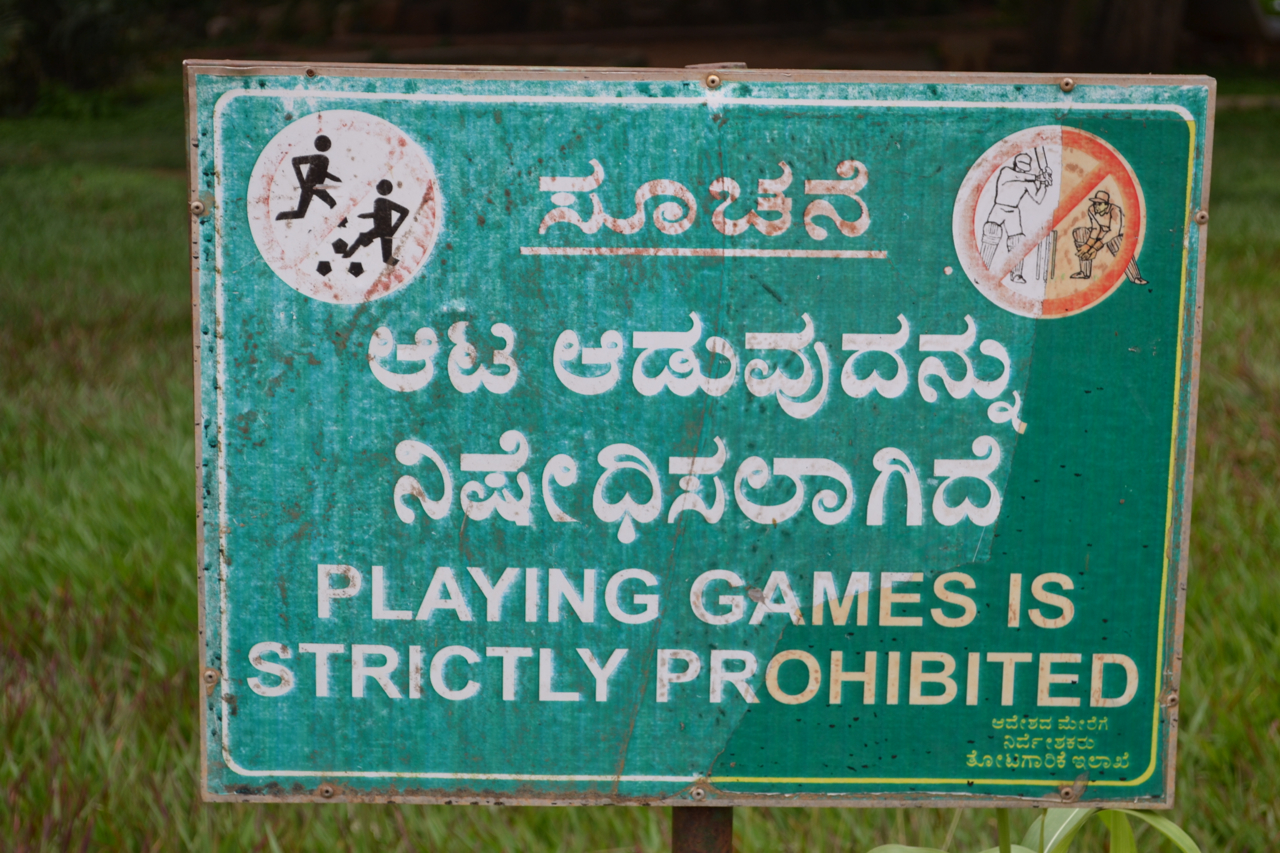 ಸೂಚನೆ
ಆಟ ಆಡುವುದನ್ನು
ನಿಷೇಧಿಸಲಾಗಿದೆ
PLAYING GAMES IS
STRICTLY PROHIBITED
ಆದೇಶದ ಮೇರೆಗೆ
ನಿರ್ದೇಶಕರು
ತೋಟಗಾರಿಕೆ ಇಲಾಖೆ